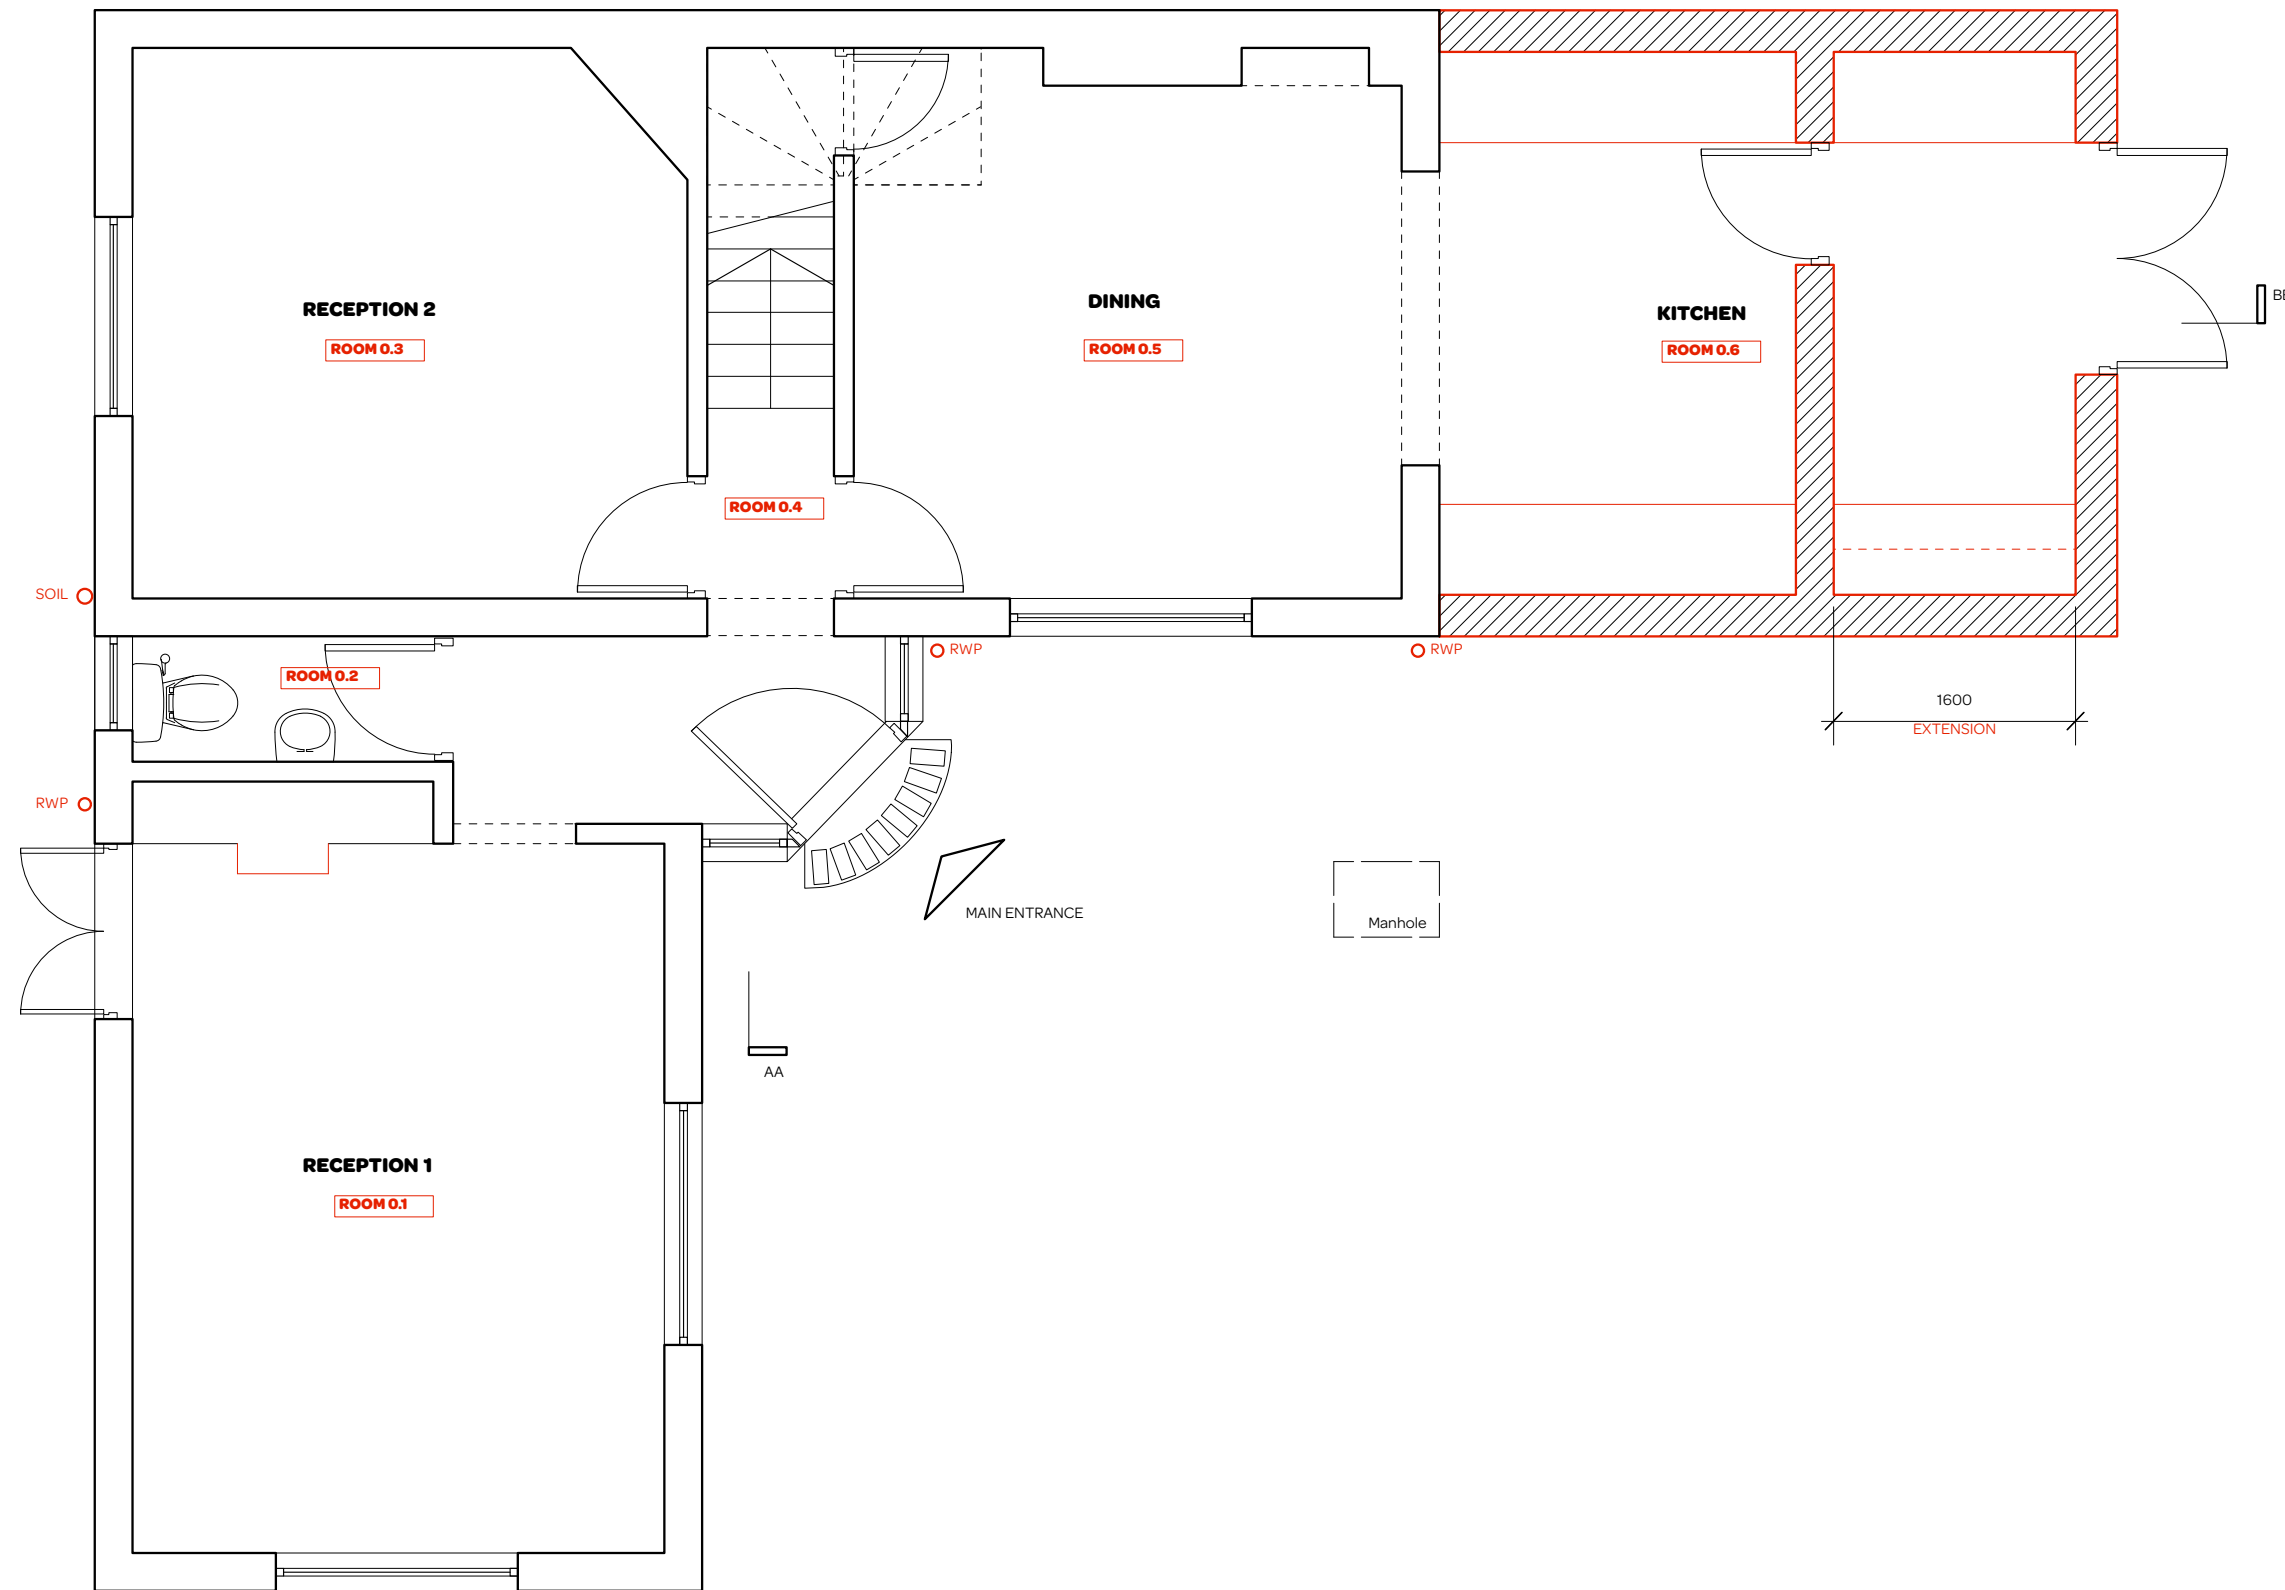 RECEPTION 2
ROOM 0.3
DINING
ROOM 0.5
KITCHEN
ROOM 0.6
ROOM 0.4
SOIL
ROOM 0.2
RWP
RWP
1600
EXTENSION
RWP
MAIN ENTRANCE
Manhole
AA
RECEPTION 1
ROOM 0.1